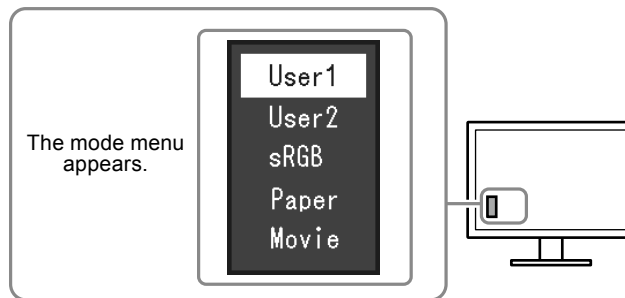 The mode menu
appears.
User1
User2
sRGB
Paper
Movie